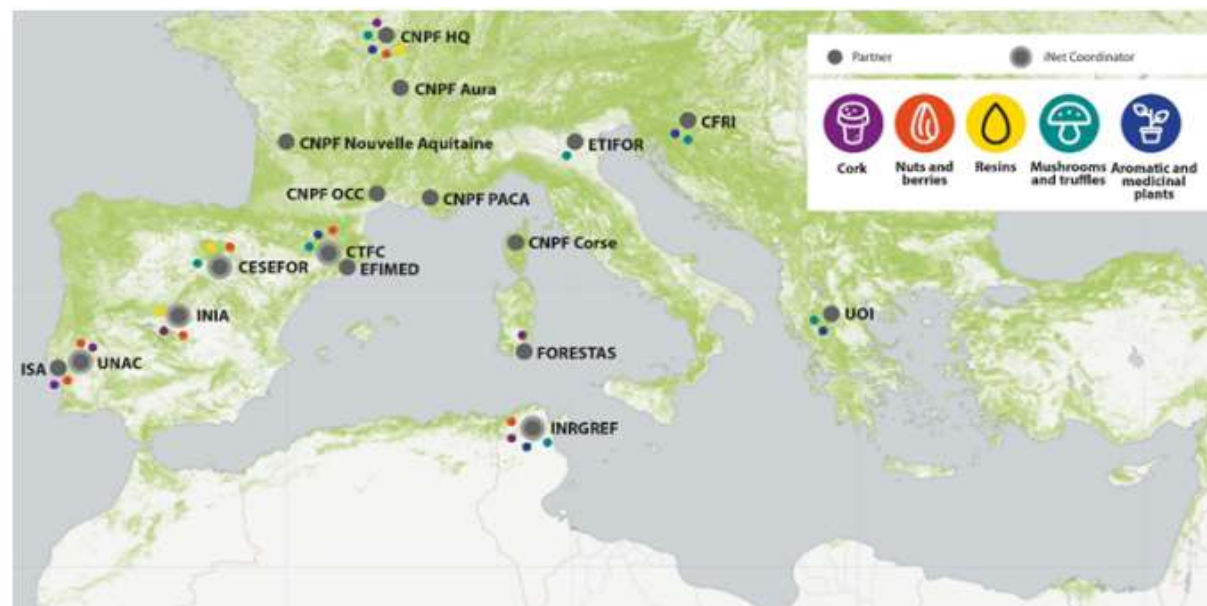 CNPF HQ
Partner
iNet Coordinator
CNPF Aura
CFRI
CNPF Nouvelle Aquitaine
ETIFOR
Cork
Nuts and
berries
Resins
Mushrooms
and truffles
Aromatic and
medicinal
plants
CNPF OCC
CNPF PACA
CNPF Corse
CTFC
CESEFOR
EFIMED
INIA
UOI
FORESTAS
ISA
UNAC
INRGREF